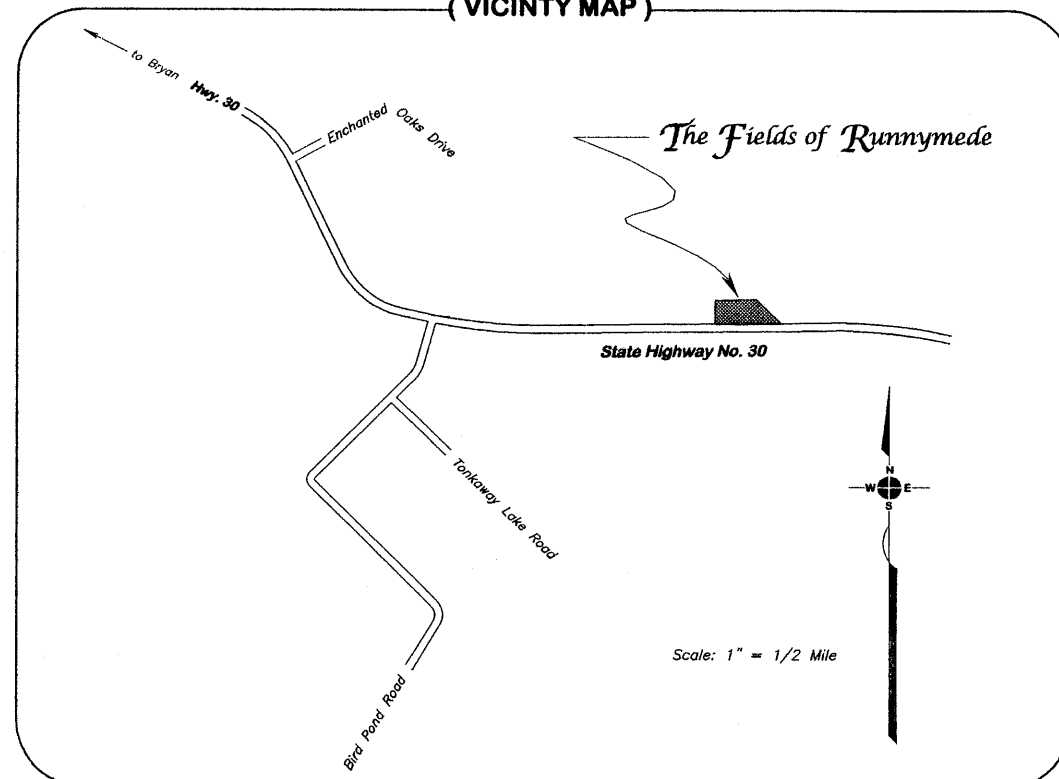 ( VICINTY MAP )
to Bryan Hwy. 30
Enchanted Oaks Drive
The Fields of Runnymede
State Highway No. 30
Tonkaway Lake Road
N
W E
S
Scale: 1" = 1/2 Mile
Bird Pond Road